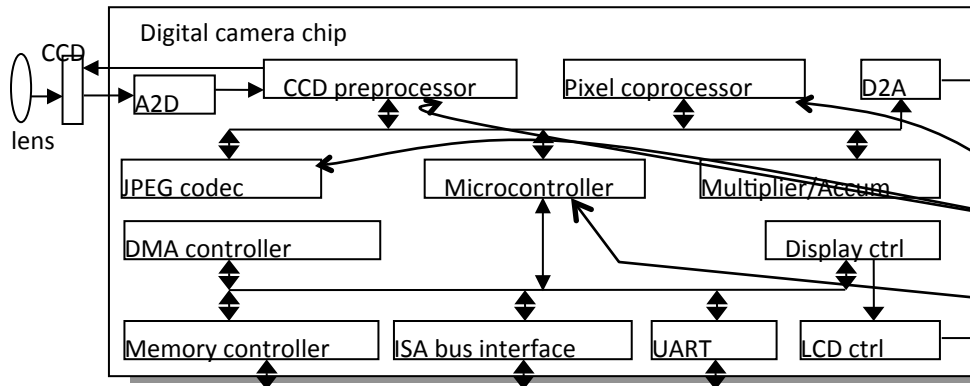 Digital camera chip
CCD
CCD preprocessor
Pixel coprocessor
D2A
A2D
lens
JPEG codec
Microcontroller
Multiplier/Accum
DMA controller
Display ctrl
Memory controller
ISA bus interface
UART
LCD ctrl